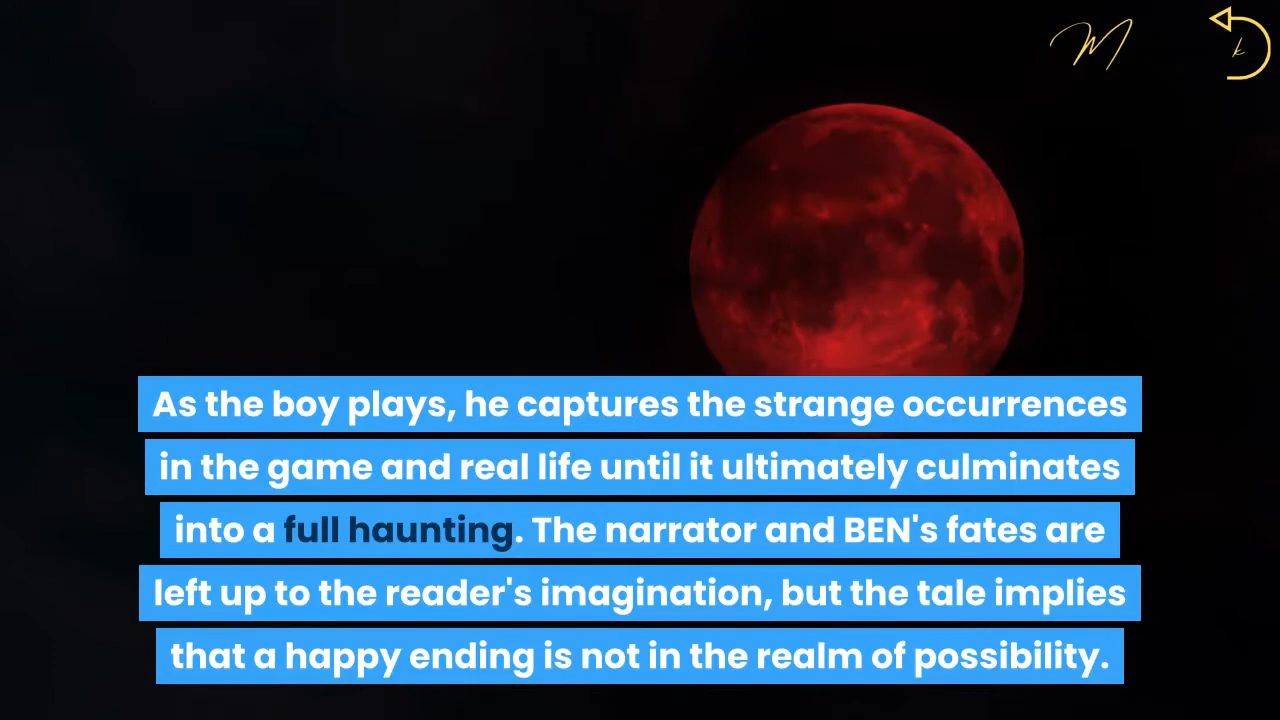 M
k
As the boy plays, he captures the strange occurrences
in the game and real life until it ultimately culminates
into a full haunting. The narrator and BEN's fates are
left up to the reader's imagination, but the tale implies
that a happy ending is not in the realm of possibility.